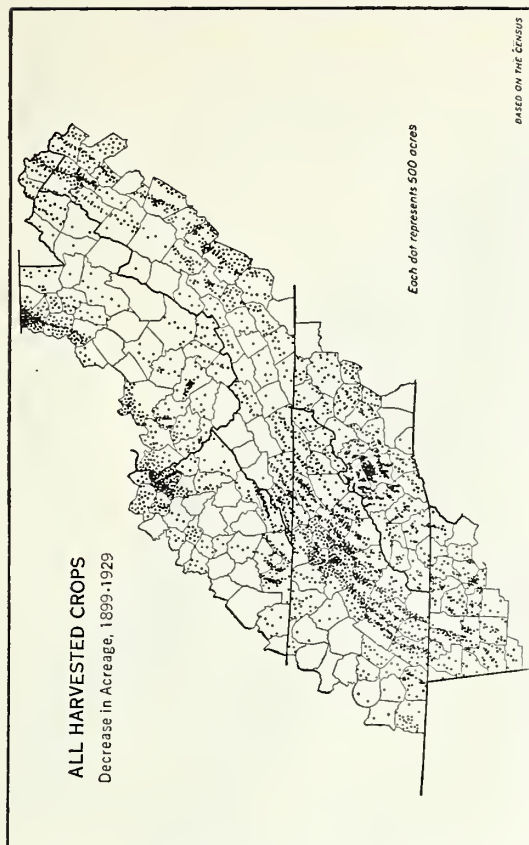 ALL HARVESTED CROPS
Decrease in Acreage, 1899-1929
Each dot represents 500 acres
BASED ON THE CENSUS